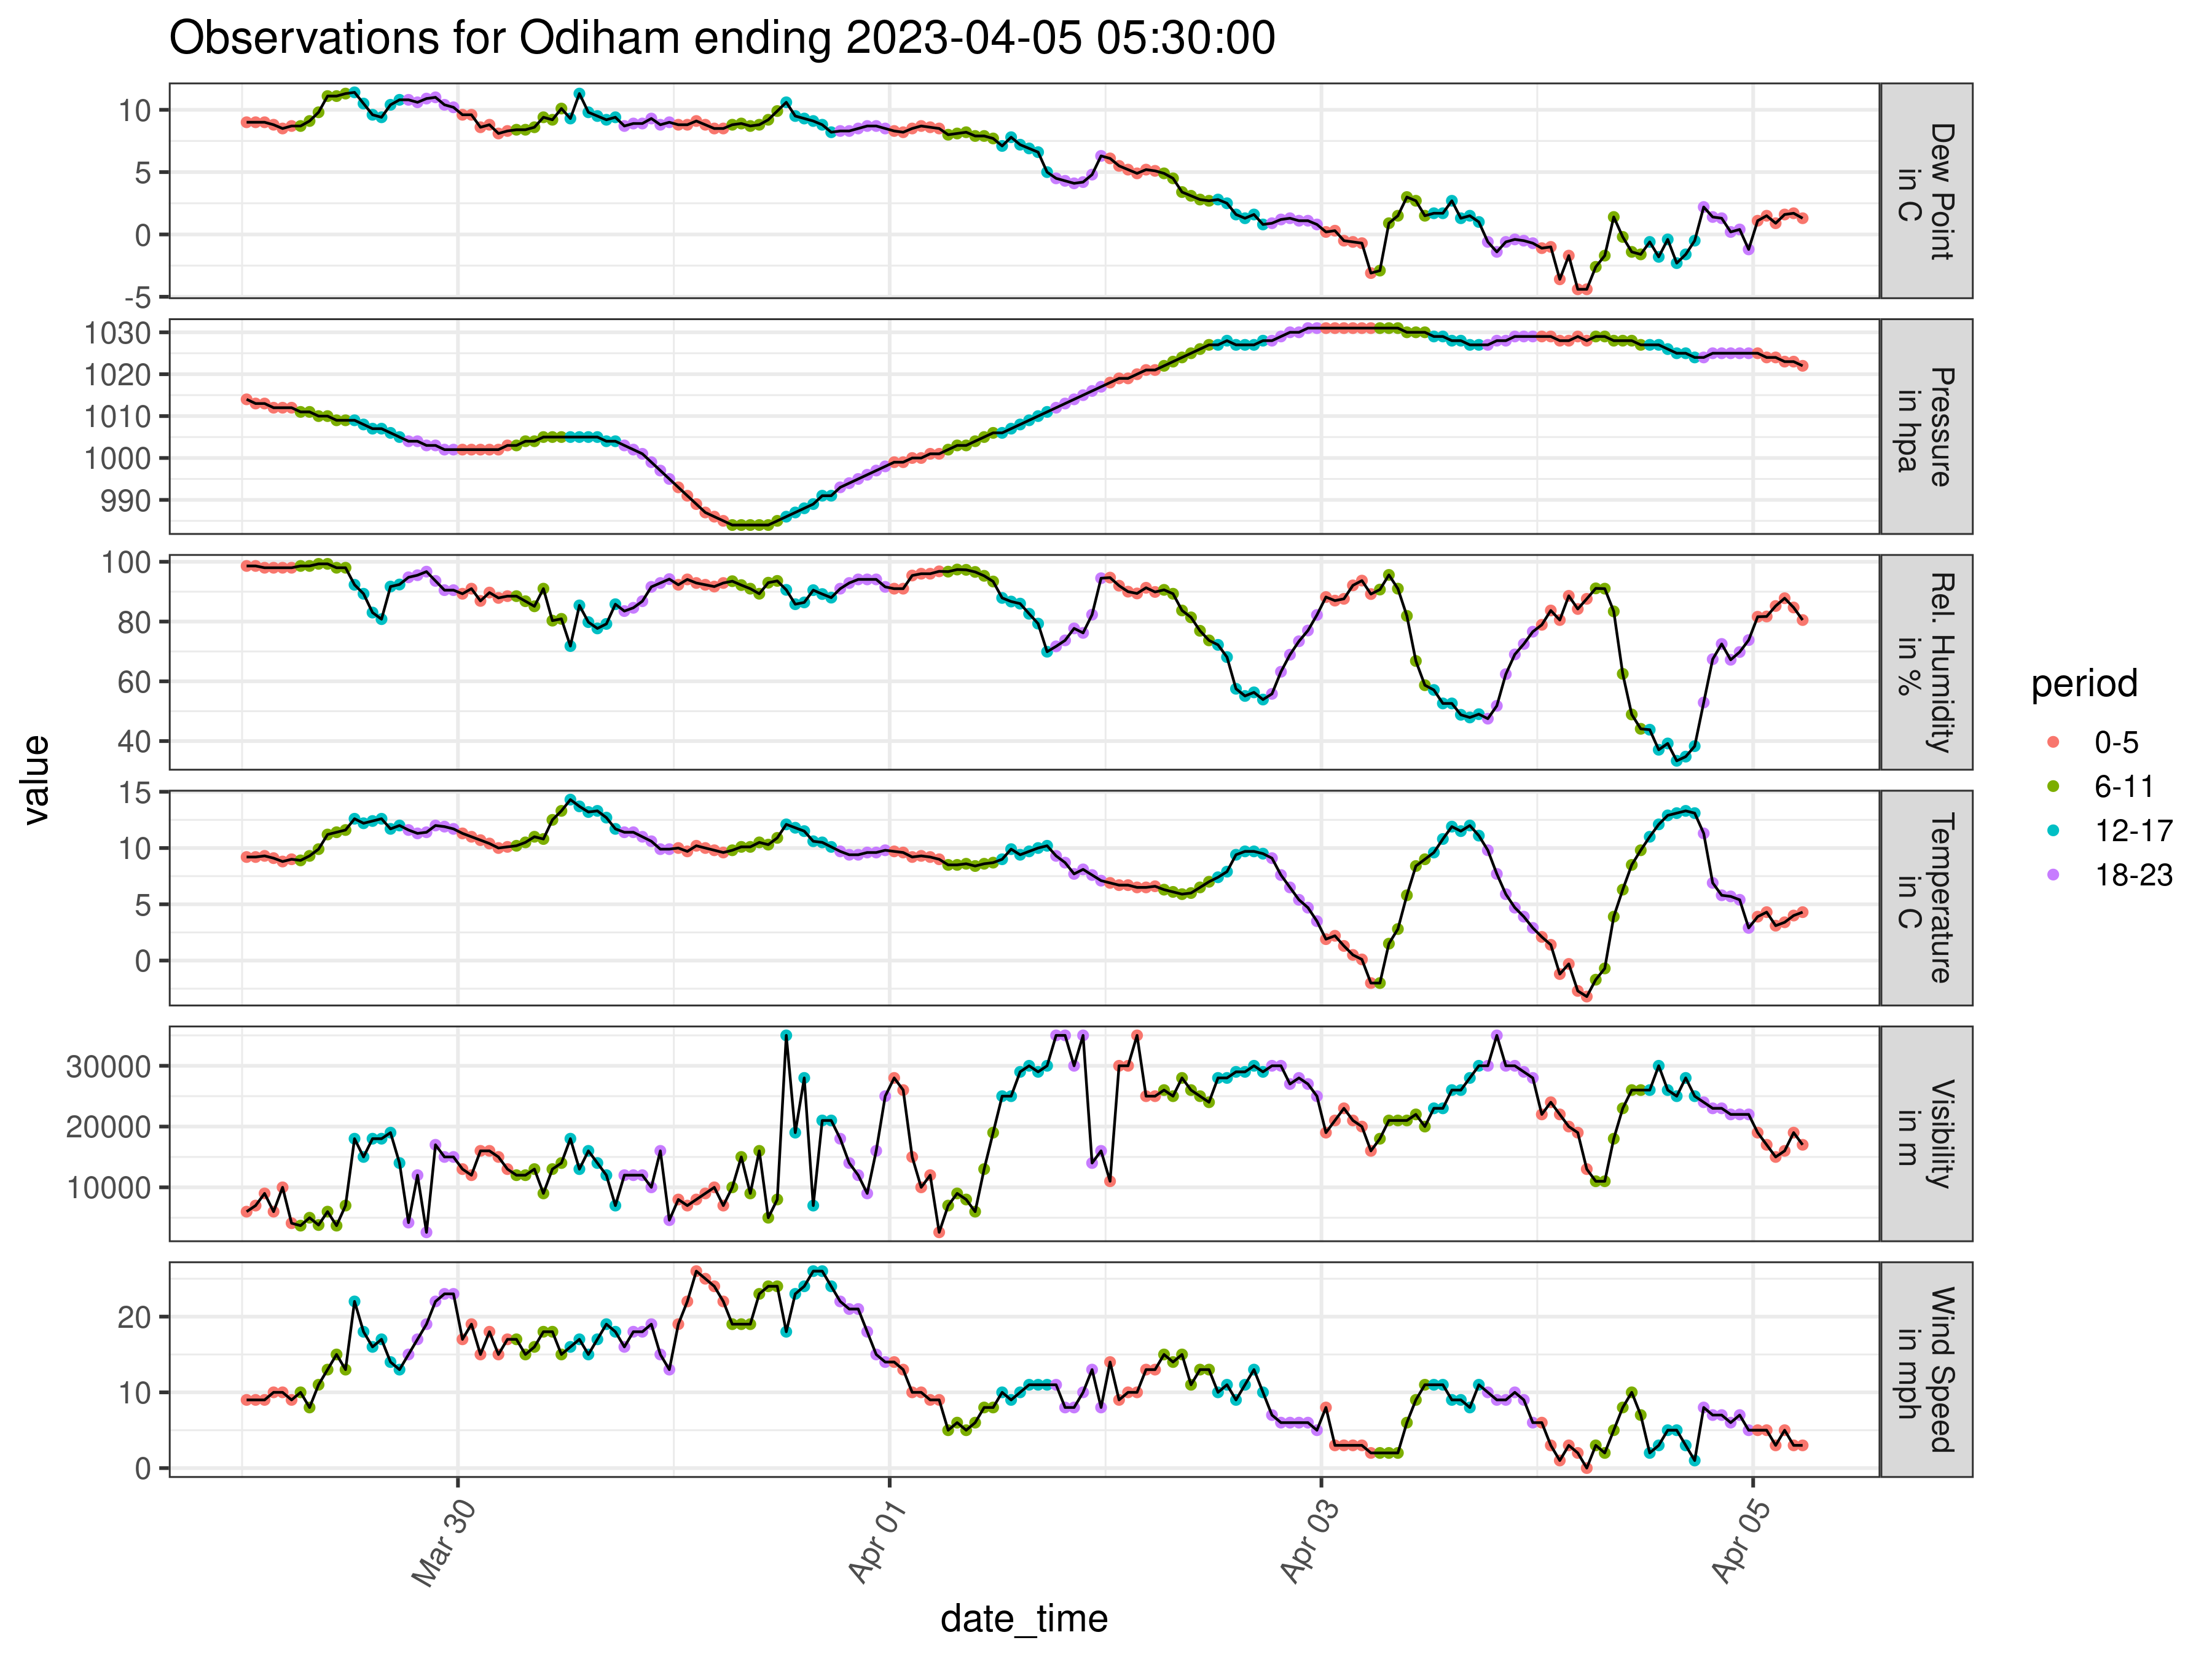 Observations for Odiham ending 2023-04-05 05:30:00
value
10
5
0
-5
Dew Point
in C
1030
1020
1010
1000
990
Pressure
in hpa
100
80
60
40
Rel. Humidity
in %
15
10
5
0
Temperature
in C
30000
20000
10000
Visibility
in m
20
10
0
Wind Speed
in mph
Mar 30
Apr 01
Apr 03
Apr 05
date_time
period
0-5
6-11
12-17
18-23